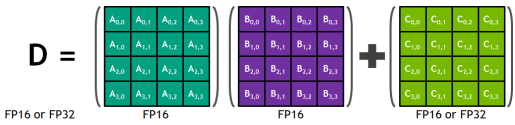 D =
A0,0 A0,1 A0,2 A0,3
A1,0 A1,1 A1,2 A1,3
A2,0 A2,1 A2,2 A2,3
A3,0 A3,1 A3,2 A3,3
B0,0 B0,1 B0,2 B0,3
B1,0 B1,1 B1,2 B1,3
B2,0 B2,1 B2,2 B2,3
B3,0 B3,1 B3,2 B3,3
+
C0,0 C0,1 C0,2 C0,3
C1,0 C1,1 C1,2 C1,3
C2,0 C2,1 C2,2 C2,3
C3,0 C3,1 C3,2 C3,3
FP16 or FP32
FP16
FP16
FP16 or FP32